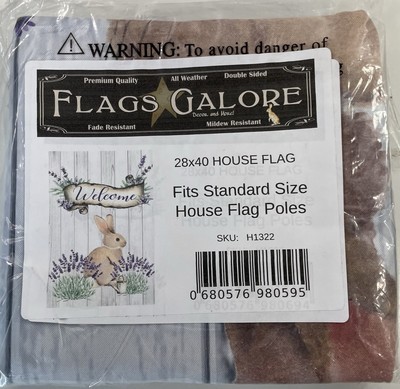 ⚠ WARNING: To avoid danger of
Premium Quality All Weather Double Sided
FLAGS GALORE
Decor and More!
Fade Resistant Mildew Resistant
28x40 HOUSE FLAG
Welcome
Fits Standard Size
House Flag Poles
SKU: H1322
0 680576 980595